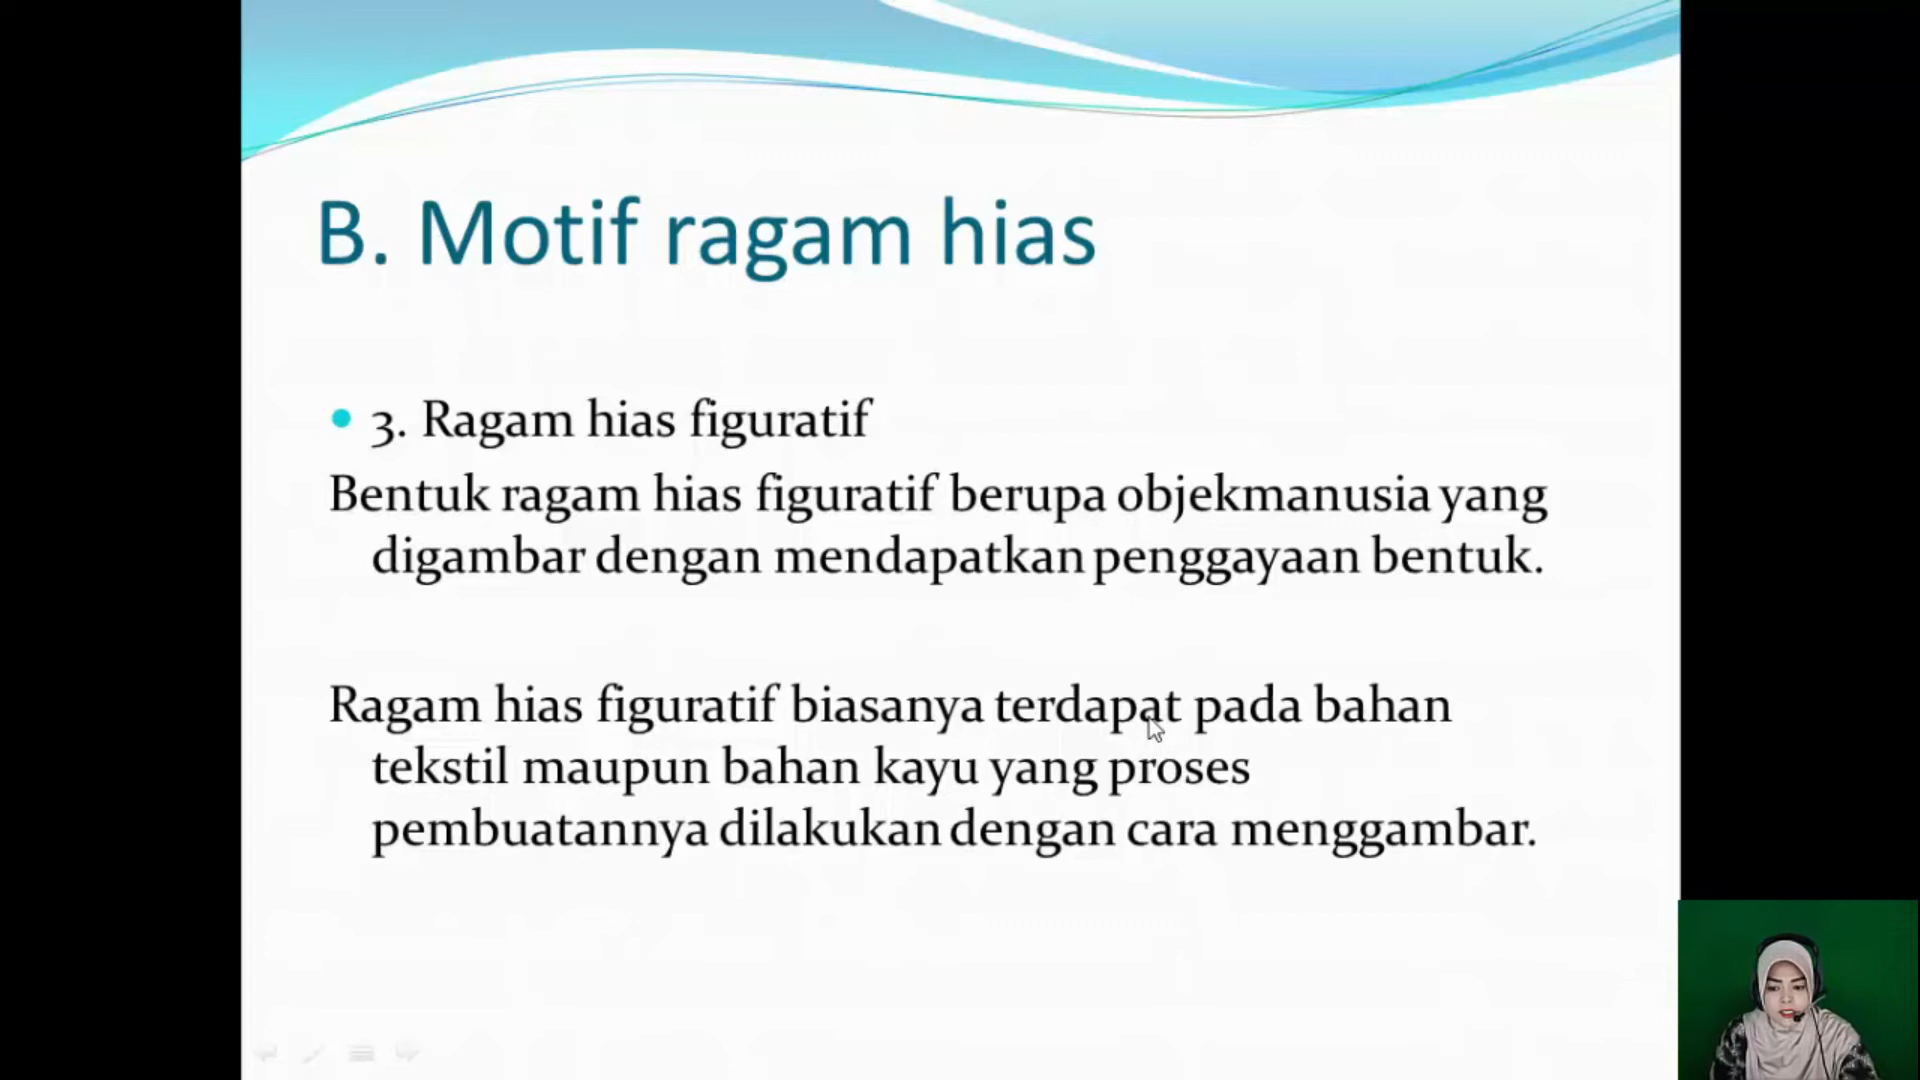 B. Motif ragam hias
3. Ragam hias figuratif
Bentuk ragam hias figuratif berupa objekmanusia yang
digambar dengan mendapatkan penggayaan bentuk.
Ragam hias figuratif biasanya terdapat pada bahan
tekstil maupun bahan kayu yang proses
pembuatannya dilakukan dengan cara menggambar.